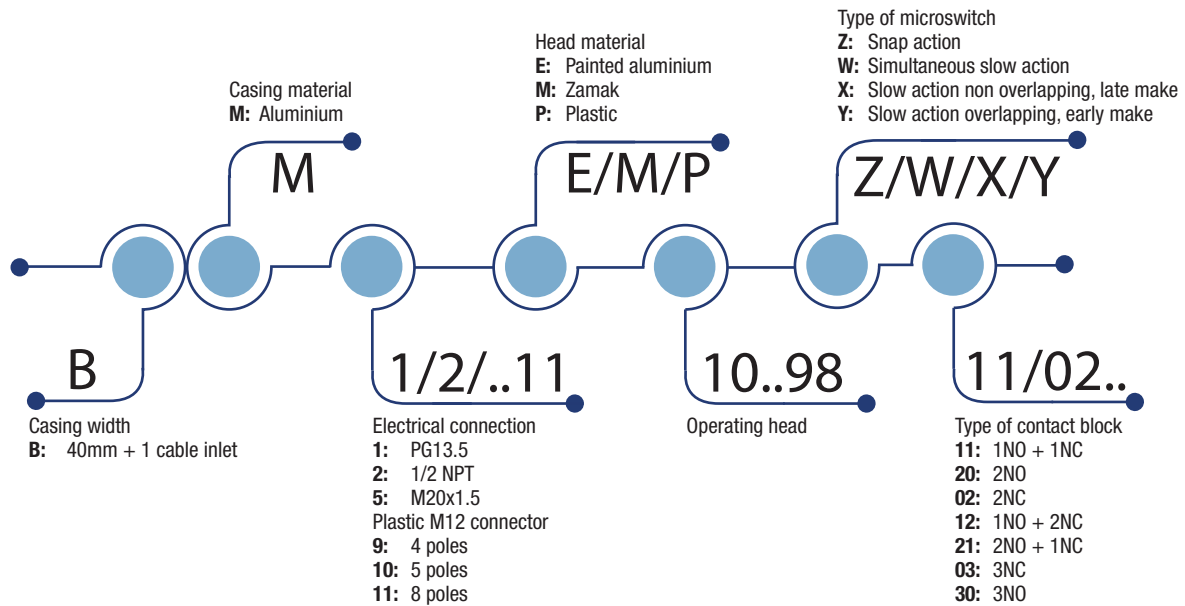 Type of microswitch
Z: Snap action
W: Simultaneous slow action
X: Slow action non overlapping, late make
Y: Slow action overlapping, early make
Head material
E: Painted aluminium
M: Zamak
P: Plastic
Casing material
M: Aluminium
M
E/M/P
Z/W/X/Y
B
1/2/..11
10..98
11/02..
Casing width
B: 40mm + 1 cable inlet
Electrical connection
1: PG13.5
2: 1/2 NPT
5: M20x1.5
Plastic M12 connector
9: 4 poles
10: 5 poles
11: 8 poles
Operating head
Type of contact block
11: 1NO + 1NC
20: 2NO
02: 2NC
12: 1NO + 2NC
21: 2NO + 1NC
03: 3NC
30: 3NO